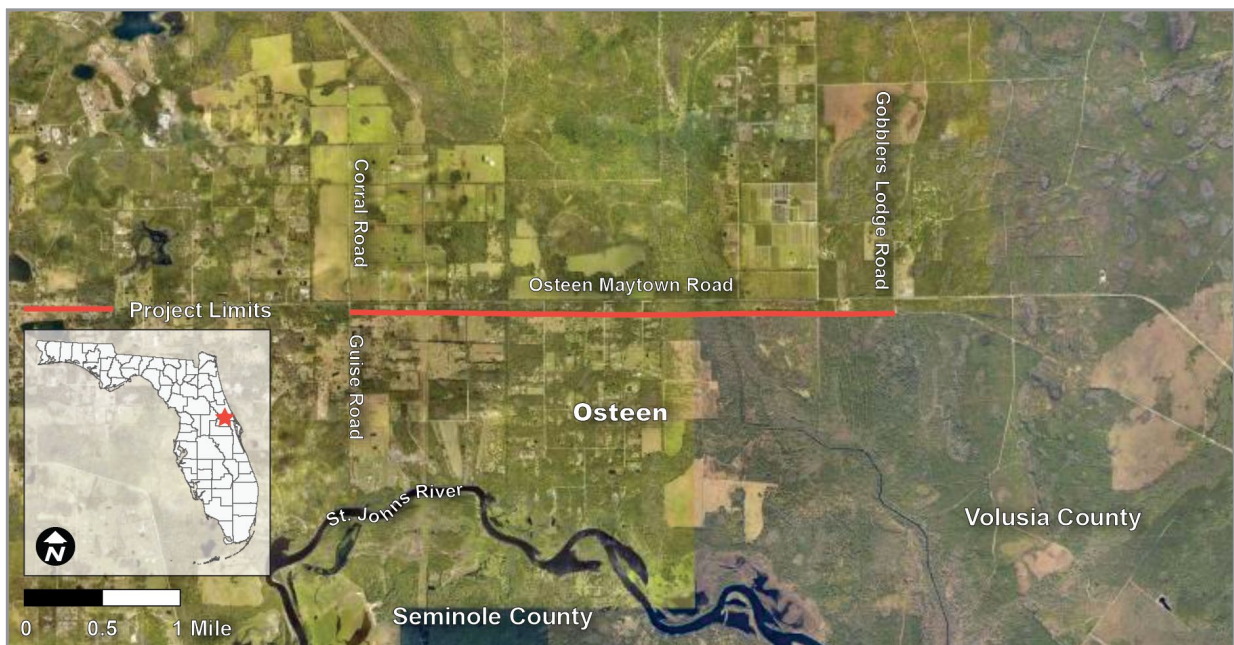 Corral Road
Gobblers Lodge Road
Osteen Maytown Road
Project Limits
Guise Road
Osteen
St. Johns River
Volusia County
N
Seminole County
0 0.5 1 Mile